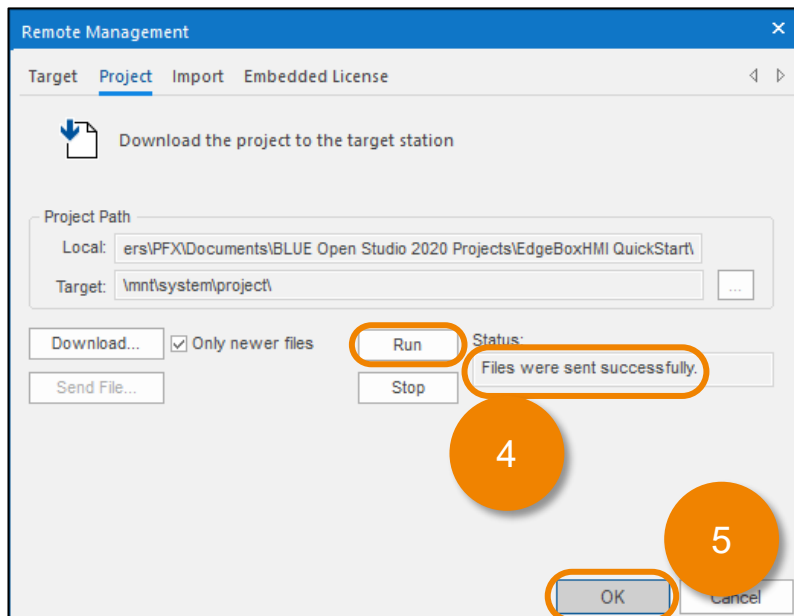 Remote Management
Target Project Import Embedded License
Download the project to the target station
Project Path
Local: ers\PFX\Documents\BLUE Open Studio 2020 Projects\EdgeBoxHMI QuickStart\
Target: \mnt\system\project\
...
Download... Only newer files Run Status:
Files were sent successfully.
Send File... Stop
4
5
OK Cancel